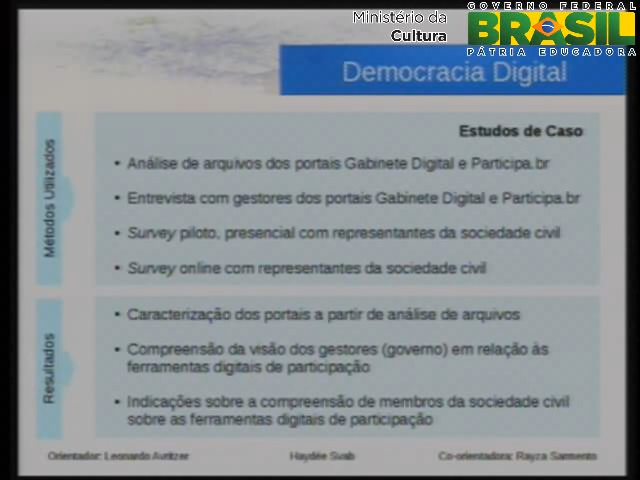 Ministério da
Cultura
GOVERNO FEDERAL
BRASIL
PÁTRIA EDUCADORA
Democracia Digital
Estudos de Caso
Métodos Utilizados
• Análise de arquivos dos portais Gabinete Digital e Participa.br
• Entrevista com gestores dos portais Gabinete Digital e Participa.br
• Survey piloto, presencial com representantes da sociedade civil
• Survey online com representantes da sociedade civil
Resultados
• Caracterização dos portais a partir de análise de arquivos
• Compreensão da visão dos gestores (governo) em relação às
ferramentas digitais de participação
• Indicações sobre a compreensão de membros da sociedade civil
sobre as ferramentas digitais de participação
Orientador: Leonardo Avritzer
Haydée Svab
Co-orientadora: Rayza Sarmento